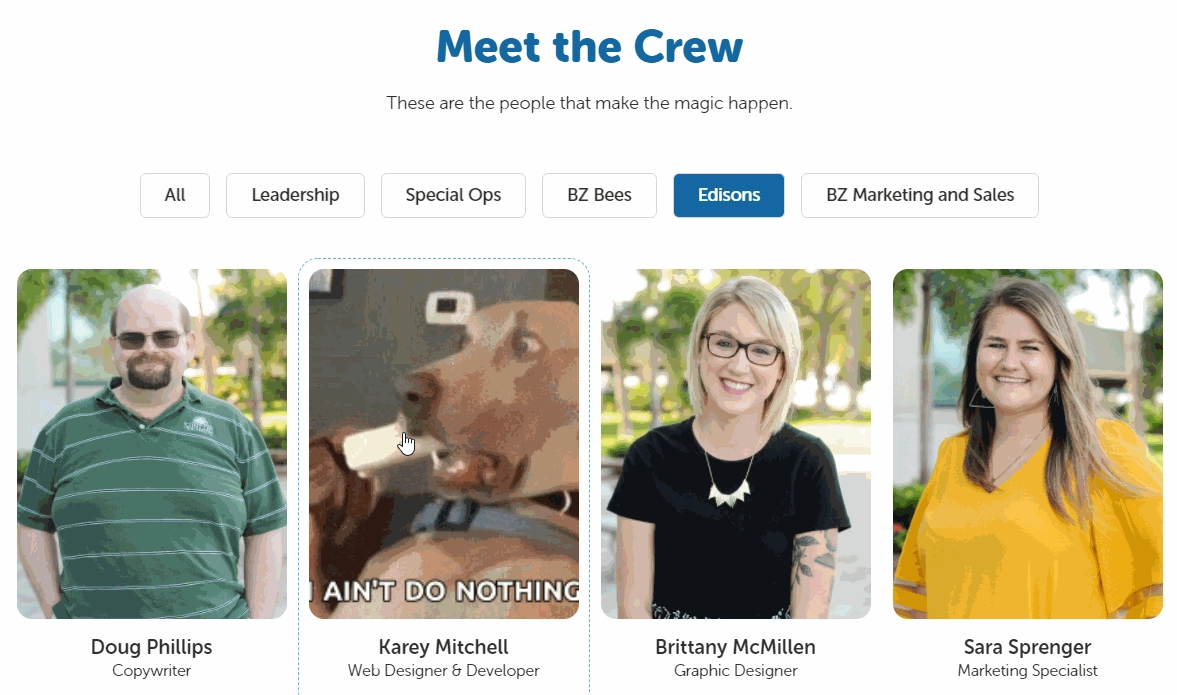 Meet the Crew
These are the people that make the magic happen.
All
Leadership
Special Ops
BZ Bees
Edisons
BZ Marketing and Sales
AIN'T DO NOTHING
Doug Phillips
Karey Mitchell
Brittany McMillen
Sara Sprenger
Copywriter
Web Designer & Developer
Graphic Designer
Marketing Specialist